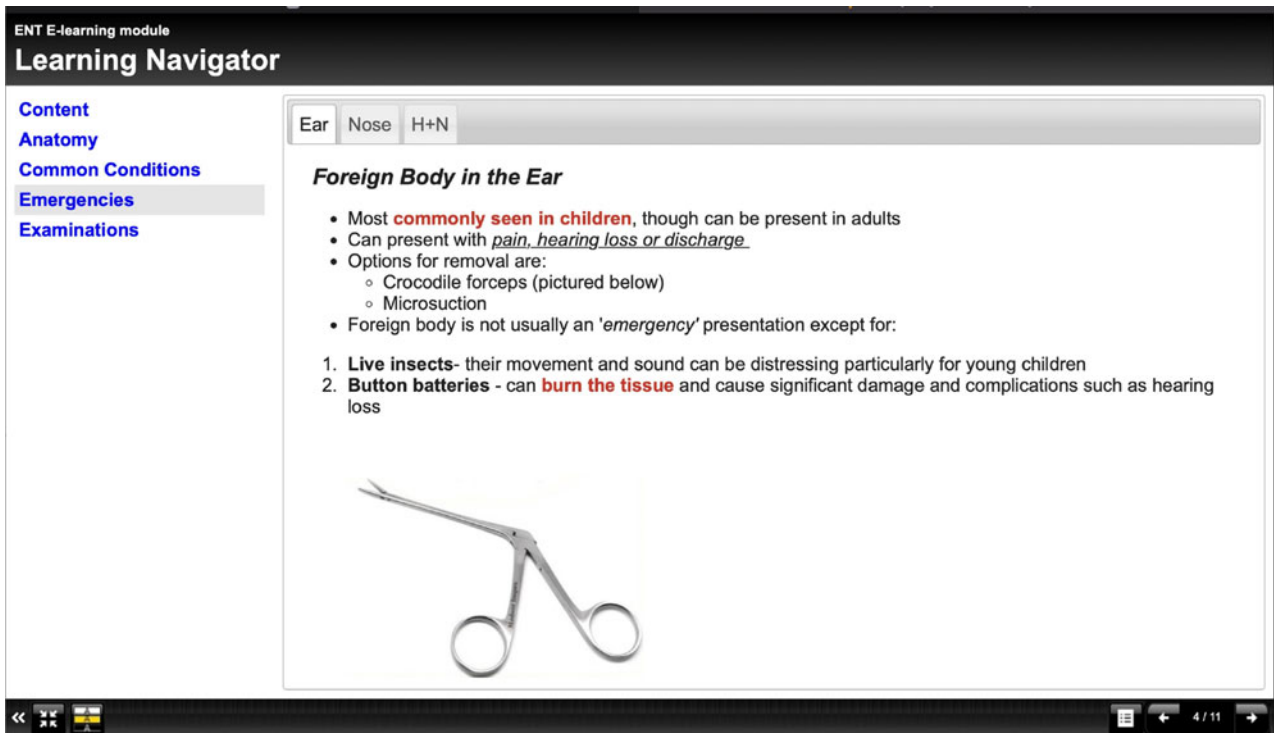 ENT E-learning module
Learning Navigator
Content
Anatomy
Common Conditions
Emergencies
Examinations
Ear Nose H+N
Foreign Body in the Ear
• Most commonly seen in children, though can be present in adults
• Can present with pain, hearing loss or discharge
• Options for removal are:
◦ Crocodile forceps (pictured below)
◦ Microsuction
• Foreign body is not usually an 'emergency' presentation except for:
1. Live insects- their movement and sound can be distressing particularly for young children
2. Button batteries - can burn the tissue and cause significant damage and complications such as hearing
loss
4 / 11